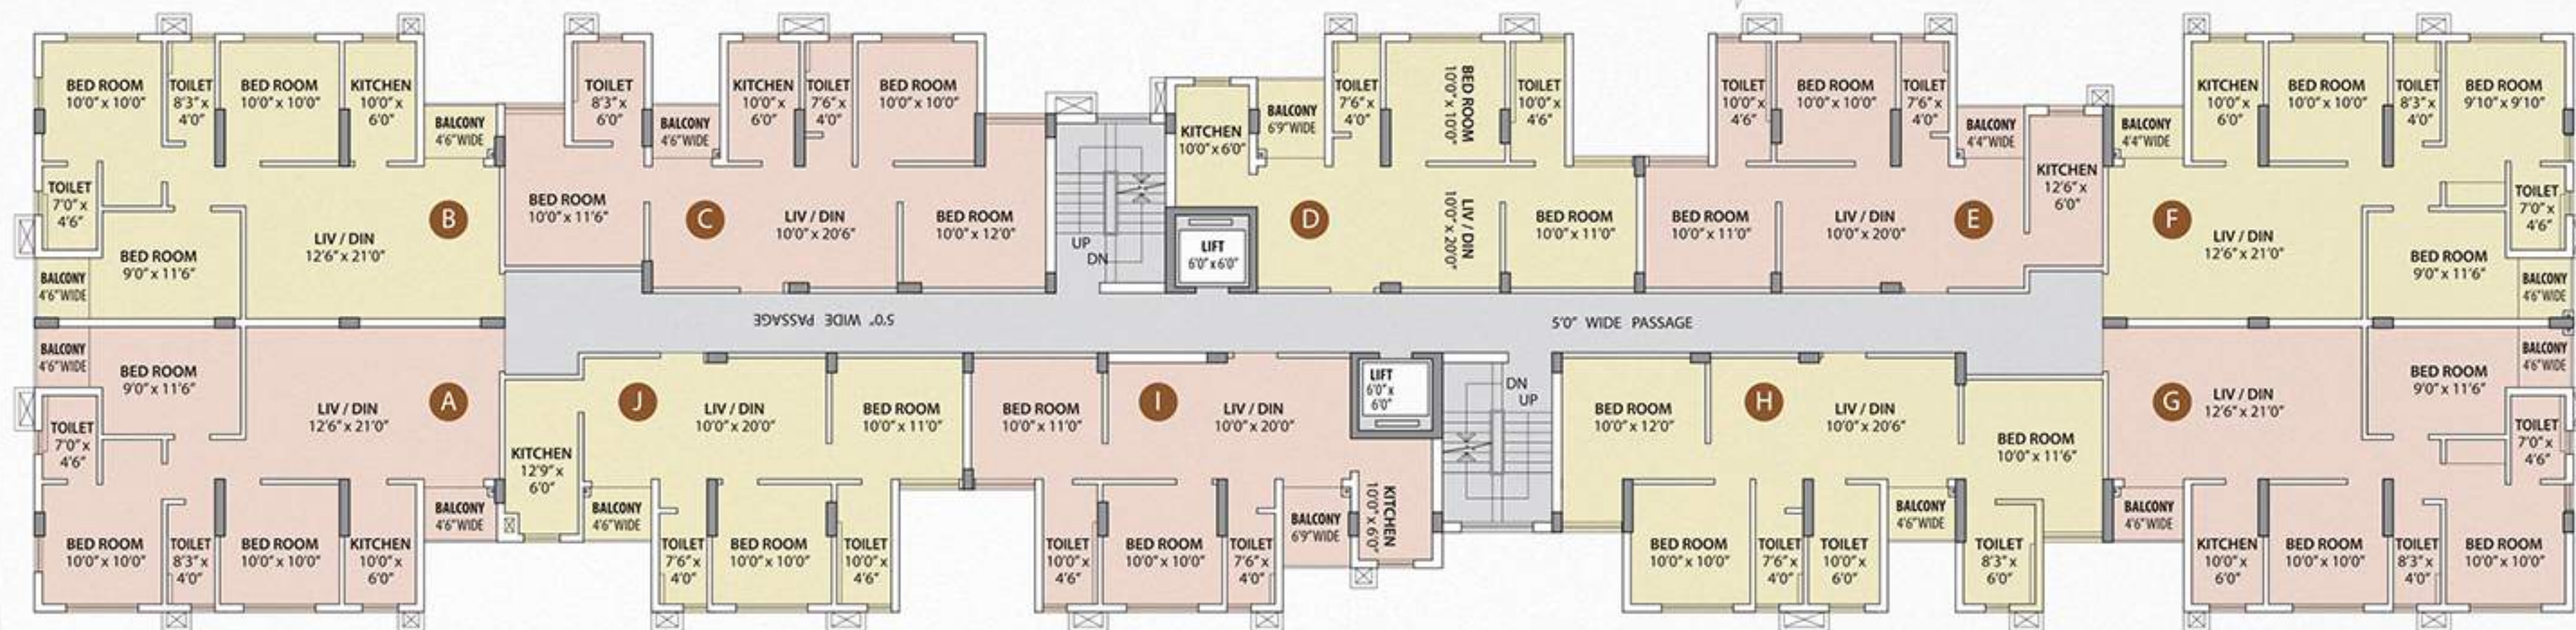 BED ROOM
10'0" x 10'0"
TOILET
8'3" x
4'0"
BED ROOM
10'0" x 10'0"
KITCHEN
10'0" x
6'0"
BALCONY
4'6" WIDE
TOILET
7'0" x
4'6"
BED ROOM
9'0" x 11'6"
BALCONY
4'6" WIDE
LIV / DIN
12'6" x 21'0"
B
TOILET
8'3" x
6'0"
BED ROOM
10'0" x 11'6"
BALCONY
4'6" WIDE
KITCHEN
10'0" x
6'0"
TOILET
7'6" x
4'0"
BED ROOM
10'0" x 10'0"
C
LIV / DIN
10'0" x 20'6"
BED ROOM
10'0" x 12'0"
UP
DN
KITCHEN
10'0" x 6'0"
BALCONY
6'9" WIDE
LIFT
6'0" x 6'0"
TOILET
7'6" x
4'0"
BED ROOM
10'0" x 10'0"
TOILET
10'0" x
4'6"
D
LIV / DIN
10'0" x 20'0"
BED ROOM
10'0" x 11'0"
TOILET
10'0" x
4'6"
BED ROOM
10'0" x 10'0"
TOILET
7'6" x
4'0"
BALCONY
4'4" WIDE
KITCHEN
12'6" x
6'0"
BED ROOM
10'0" x 11'0"
LIV / DIN
10'0" x 20'0"
E
BALCONY
4'4" WIDE
KITCHEN
10'0" x
6'0"
BED ROOM
10'0" x 10'0"
TOILET
8'3" x
4'0"
BED ROOM
9'10" x 9'10"
TOILET
7'0" x
4'6"
F
LIV / DIN
12'6" x 21'0"
BED ROOM
9'0" x 11'6"
BALCONY
4'6" WIDE
5'0" WIDE PASSAGE
5'0" WIDE PASSAGE
BALCONY
4'6" WIDE
BED ROOM
9'0" x 11'6"
LIV / DIN
12'6" x 21'0"
A
TOILET
7'0" x
4'6"
BED ROOM
10'0" x 10'0"
TOILET
8'3" x
4'0"
BED ROOM
10'0" x 10'0"
KITCHEN
10'0" x
6'0"
BALCONY
4'6" WIDE
J
LIV / DIN
10'0" x 20'0"
BED ROOM
10'0" x 11'0"
KITCHEN
12'9" x
6'0"
BALCONY
4'6" WIDE
TOILET
7'6" x
4'0"
BED ROOM
10'0" x 10'0"
TOILET
10'0" x
4'6"
BED ROOM
10'0" x 11'0"
I
LIV / DIN
10'0" x 20'0"
LIFT
6'0" x
6'0"
TOILET
10'0" x
4'6"
BED ROOM
10'0" x 10'0"
TOILET
7'6" x
4'0"
BALCONY
6'9" WIDE
KITCHEN
10'0" x 6'0"
DN
UP
BED ROOM
10'0" x 12'0"
H
LIV / DIN
10'0" x 20'6"
BED ROOM
10'0" x 11'6"
BED ROOM
10'0" x 10'0"
TOILET
7'6" x
4'0"
TOILET
10'0" x
6'0"
BALCONY
4'6" WIDE
TOILET
8'3" x
6'0"
G
LIV / DIN
12'6" x 21'0"
BED ROOM
9'0" x 11'6"
BALCONY
4'6" WIDE
TOILET
7'0" x
4'6"
BALCONY
4'6" WIDE
KITCHEN
10'0" x
6'0"
BED ROOM
10'0" x 10'0"
TOILET
8'3" x
4'0"
BED ROOM
10'0" x 10'0"